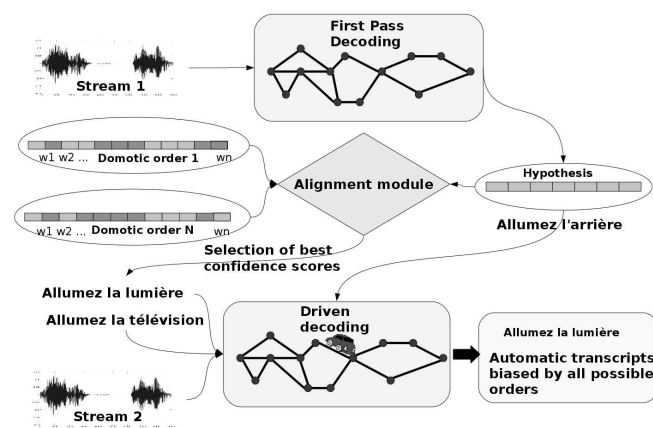 First Pass
Decoding
Stream 1
w1 w2 ... Domotic order 1 wn
Alignment module
Hypothesis
w1 w2 ... Domotic order N wn
Allumez l'arrière
Selection of best
confidence scores
Allumez la lumière
Allumez la télévision
Driven
decoding
Allumez la lumière
Automatic transcripts
biased by all possible
orders
Stream 2